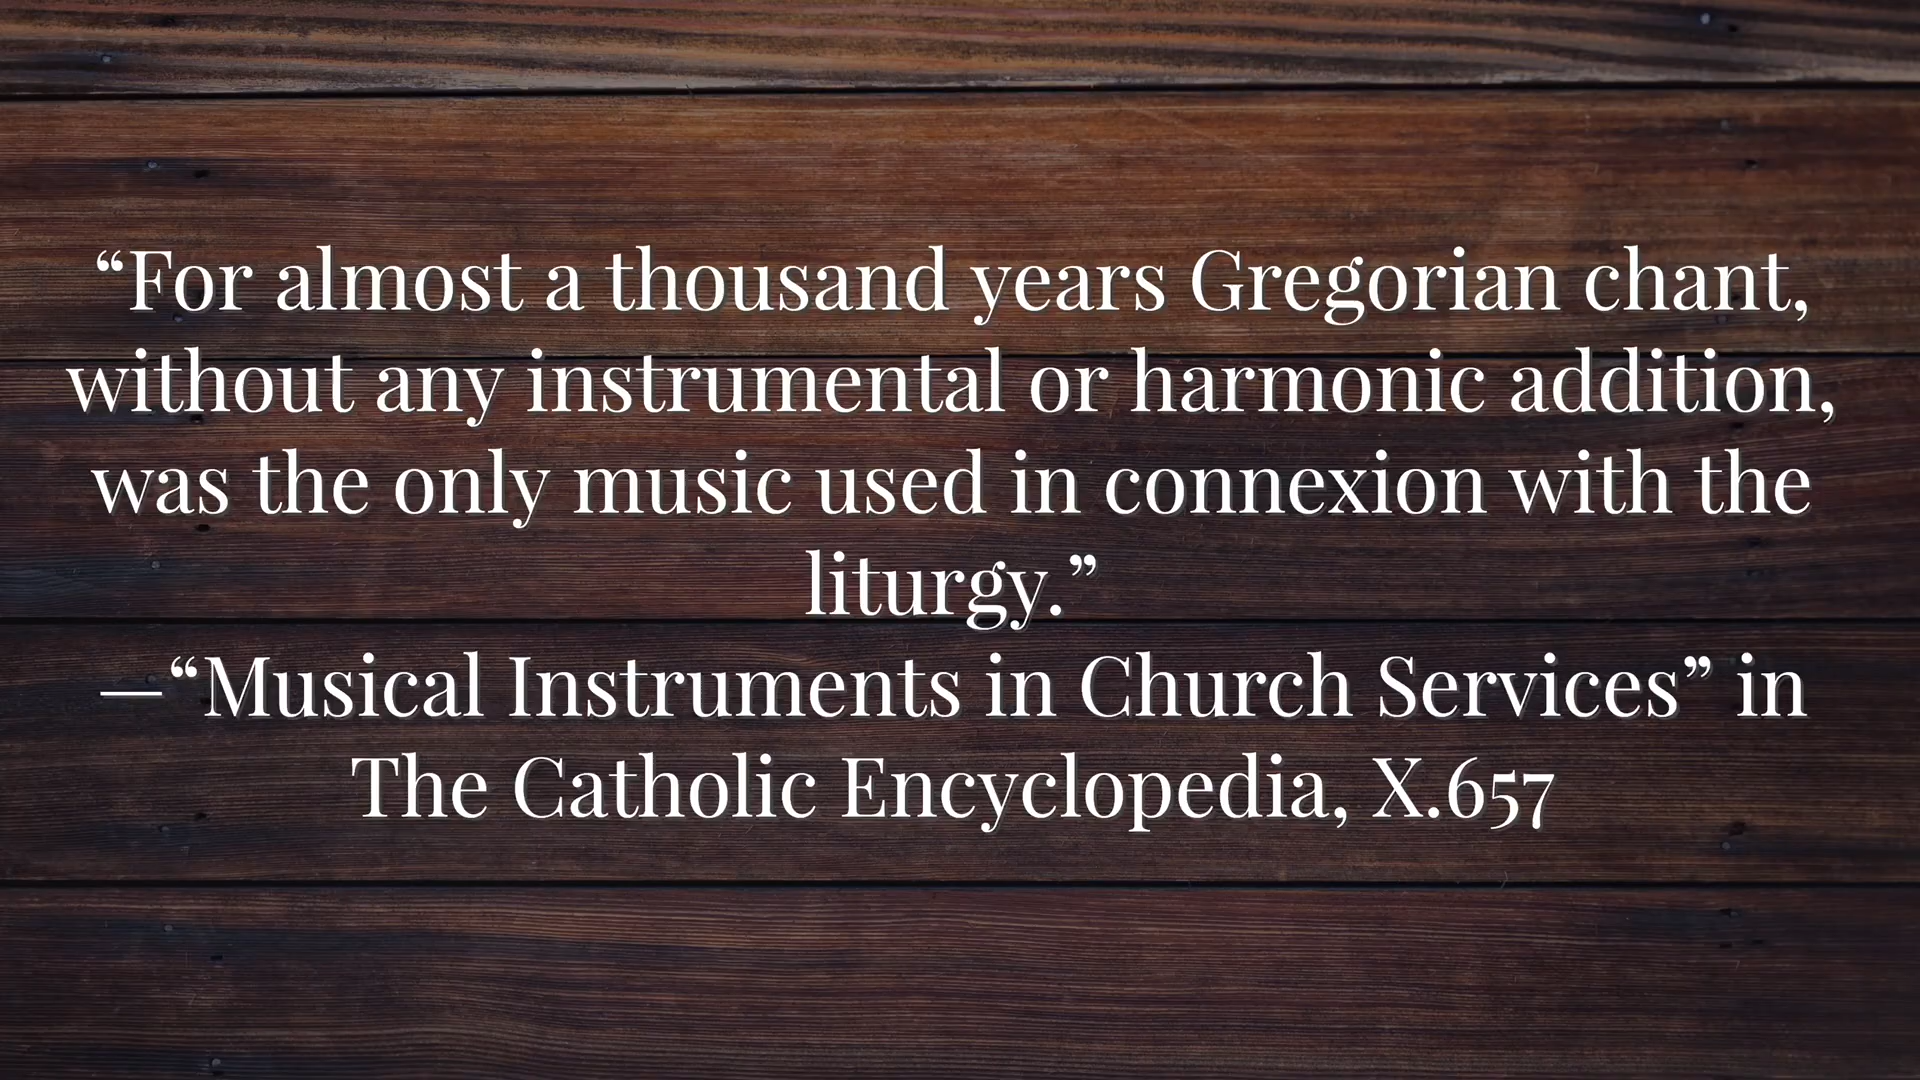 “For almost a thousand years Gregorian chant,
without any instrumental or harmonic addition,
was the only music used in connexion with the
liturgy.”
—“Musical Instruments in Church Services” in
The Catholic Encyclopedia, X.657